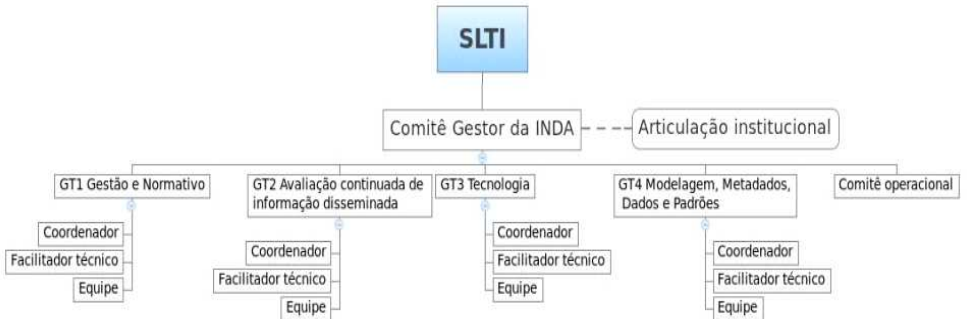 SLTI
Comitê Gestor da INDA
Articulação institucional
GT1 Gestão e Normativo
Coordenador
Facilitador técnico
Equipe
GT2 Avaliação continuada de
informação disseminada
Coordenador
Facilitador técnico
Equipe
GT3 Tecnologia
Coordenador
Facilitador técnico
Equipe
GT4 Modelagem, Metadados,
Dados e Padrões
Coordenador
Facilitador técnico
Equipe
Comitê operacional